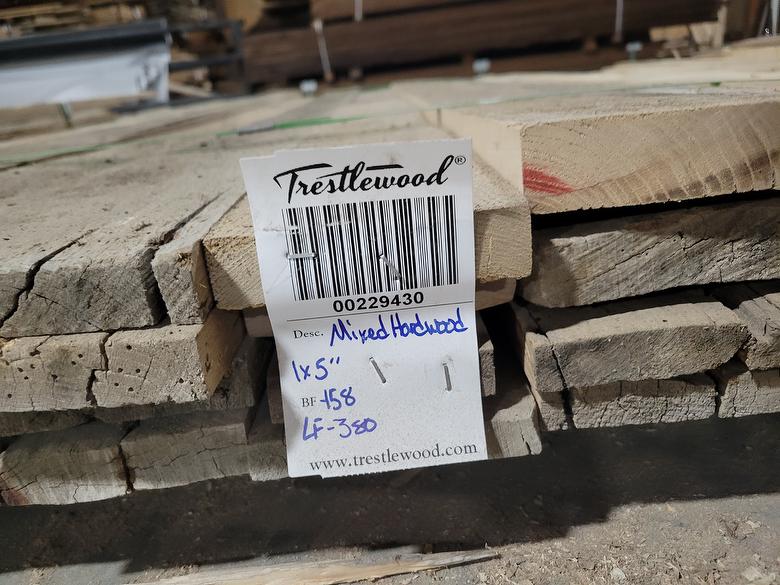 Trestlewood®
00229430
Desc. Mixed Hardwood
1x5"
BF-158
LF-380
www.trestlewood.com